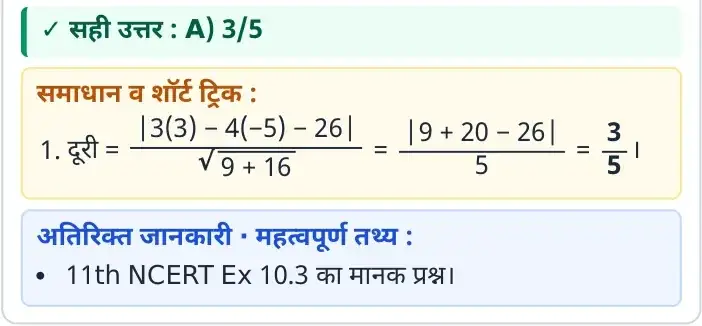 ✓ सही उत्तर : A) 3/5
समाधान व शॉर्ट ट्रिक :
1. दूरी = |3(3) − 4(−5) − 26| / √(9 + 16) = |9 + 20 − 26| / 5 = 3/5।
अतिरिक्त जानकारी · महत्वपूर्ण तथ्य :
• 11th NCERT Ex 10.3 का मानक प्रश्न।